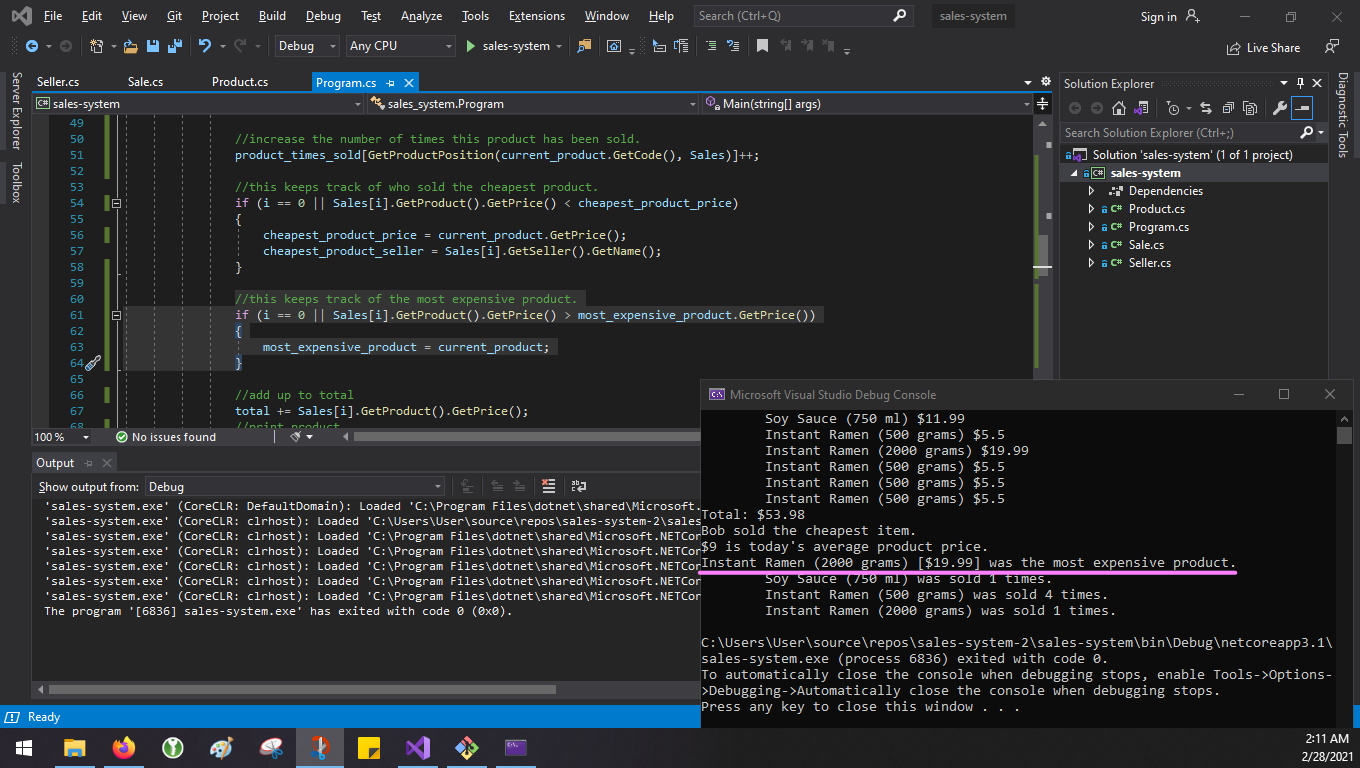 File Edit View Git Project Build Debug Test Analyze Tools Extensions Window Help Search (Ctrl+Q) sales-system Sign in
Debug Any CPU sales-system Live Share
Server Explorer
Toolbox
Seller.cs Sale.cs Product.cs Program.cs
C# sales-system sales_system.Program Main(string[] args)
49
50 //increase the number of times this product has been sold.
51 product_times_sold[GetProductPosition(current_product.GetCode(), Sales)]++;
52
53 //this keeps track of who sold the cheapest product.
54 if (i == 0 || Sales[i].GetProduct().GetPrice() < cheapest_product_price)
55 {
56 cheapest_product_price = current_product.GetPrice();
57 cheapest_product_seller = Sales[i].GetSeller().GetName();
58 }
59
60 //this keeps track of the most expensive product.
61 if (i == 0 || Sales[i].GetProduct().GetPrice() > most_expensive_product.GetPrice())
62 {
63 most_expensive_product = current_product;
64 }
65
66 //add up to total
67 total += Sales[i].GetProduct().GetPrice();
68 //print product
100 % No issues found
Output
Show output from: Debug
'sales-system.exe' (CoreCLR: DefaultDomain): Loaded 'C:\Program Files\dotnet\shared\Microsoft.
'sales-system.exe' (CoreCLR: clrhost): Loaded 'C:\Users\User\source\repos\sales-system-2\sales
'sales-system.exe' (CoreCLR: clrhost): Loaded 'C:\Program Files\dotnet\shared\Microsoft.NETCor
'sales-system.exe' (CoreCLR: clrhost): Loaded 'C:\Program Files\dotnet\shared\Microsoft.NETCor
'sales-system.exe' (CoreCLR: clrhost): Loaded 'C:\Program Files\dotnet\shared\Microsoft.NETCor
'sales-system.exe' (CoreCLR: clrhost): Loaded 'C:\Program Files\dotnet\shared\Microsoft.NETCor
'sales-system.exe' (CoreCLR: clrhost): Loaded 'C:\Program Files\dotnet\shared\Microsoft.NETCor
The program '[6836] sales-system.exe' has exited with code 0 (0x0).
Solution Explorer
Search Solution Explorer (Ctrl+;)
Solution 'sales-system' (1 of 1 project)
C# sales-system
Dependencies
C# Product.cs
C# Program.cs
C# Sale.cs
C# Seller.cs
Diagnostic Tools
Microsoft Visual Studio Debug Console
Soy Sauce (750 ml) $11.99
Instant Ramen (500 grams) $5.5
Instant Ramen (2000 grams) $19.99
Instant Ramen (500 grams) $5.5
Instant Ramen (500 grams) $5.5
Instant Ramen (500 grams) $5.5
Total: $53.98
Bob sold the cheapest item.
$9 is today's average product price.
Instant Ramen (2000 grams) [$19.99] was the most expensive product.
Soy Sauce (750 ml) was sold 1 times.
Instant Ramen (500 grams) was sold 4 times.
Instant Ramen (2000 grams) was sold 1 times.
C:\Users\User\source\repos\sales-system-2\sales-system\bin\Debug\netcoreapp3.1\
sales-system.exe (process 6836) exited with code 0.
To automatically close the console when debugging stops, enable Tools->Options-
>Debugging->Automatically close the console when debugging stops.
Press any key to close this window . . .
Ready
2:11 AM
2/28/2021